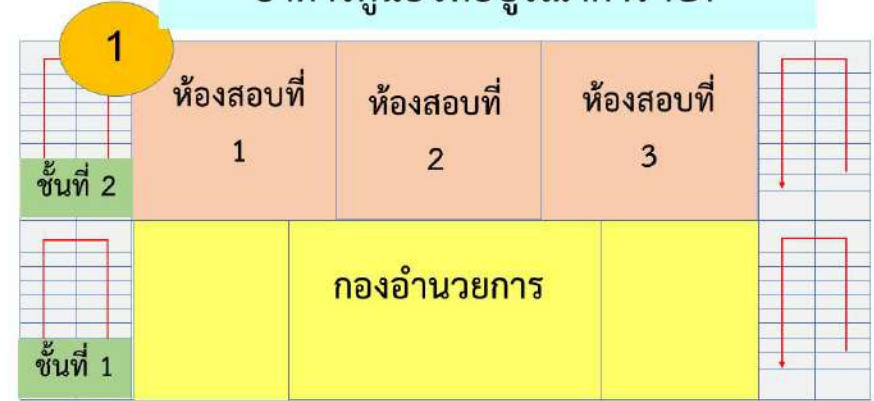 1
ห้องสอบที่
1
ห้องสอบที่
2
ห้องสอบที่
3
ชั้นที่ 2
กองอำนวยการ
ชั้นที่ 1